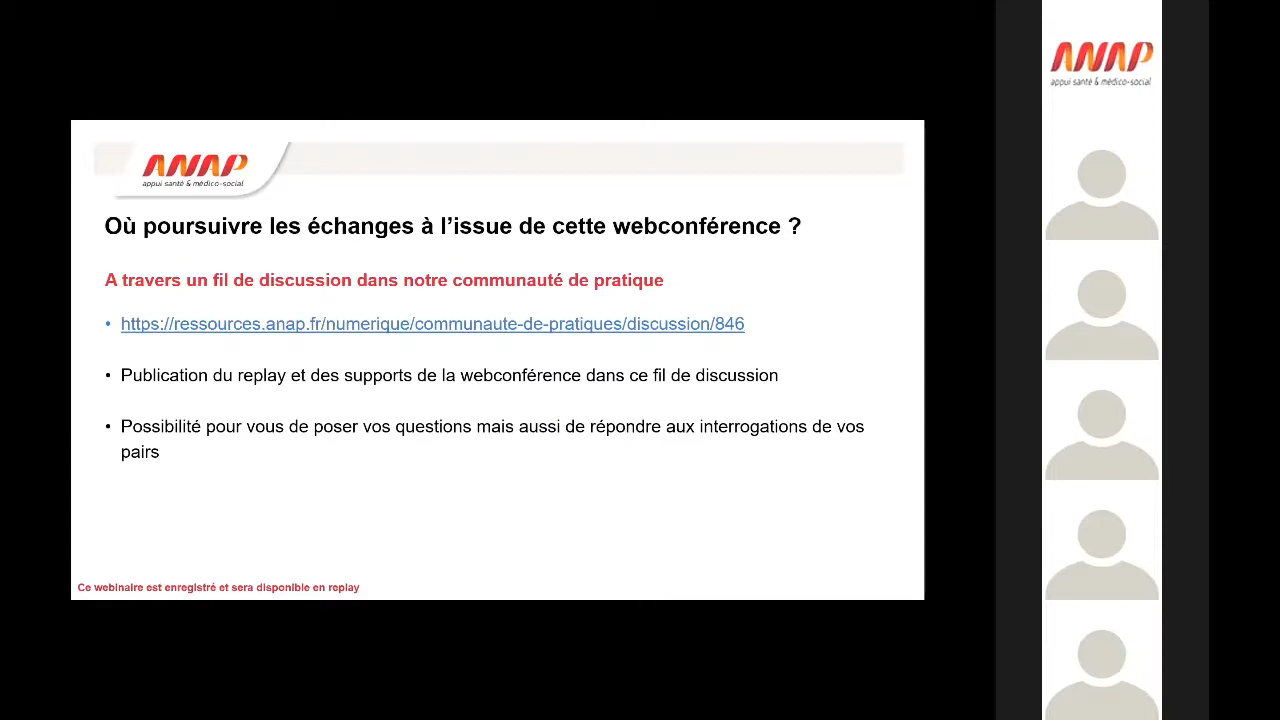 ANAP
appui santé & médico-social
ANAP
appui santé & médico-social
Où poursuivre les échanges à l’issue de cette webconférence ?
A travers un fil de discussion dans notre communauté de pratique
• https://ressources.anap.fr/numerique/communaute-de-pratiques/discussion/846
• Publication du replay et des supports de la webconférence dans ce fil de discussion
• Possibilité pour vous de poser vos questions mais aussi de répondre aux interrogations de vos
pairs
Ce webinaire est enregistré et sera disponible en replay